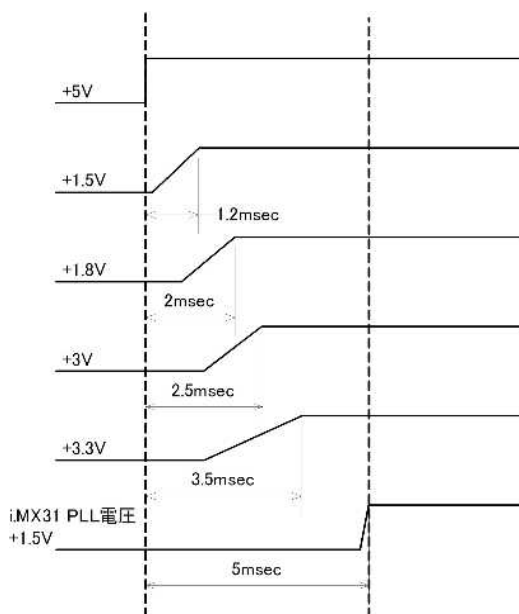 +5V
+1.5V
1.2msec
+1.8V
2msec
+3V
2.5msec
+3.3V
3.5msec
i.MX31 PLL電圧
+1.5V
5msec